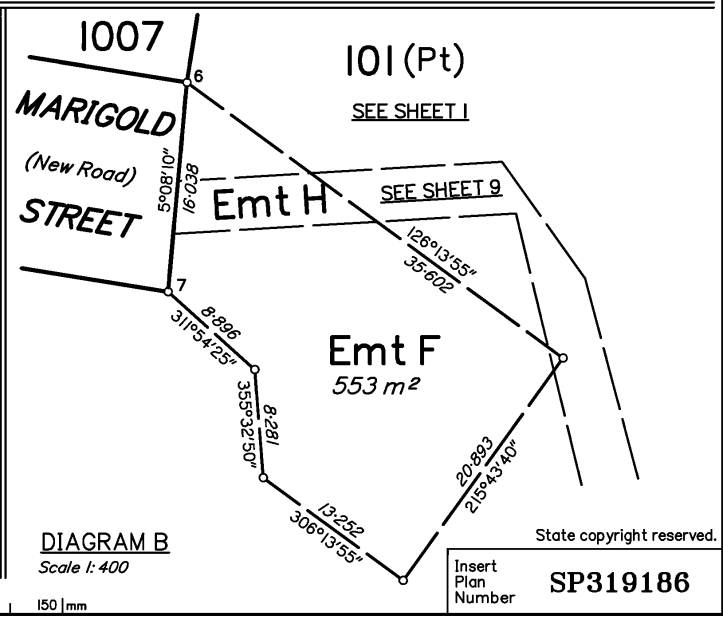 1007
101 (Pt)
SEE SHEET 1
6
MARIGOLD
(New Road)
STREET
5°08'10"
16·038
Emt H
SEE SHEET 9
126°13'55"
35·602
7
8·896
311°54'25"
Emt F
553 m²
8·281
355°32'50"
20·893
215°43'40"
13·252
306°13'55"
DIAGRAM B
Scale 1:400
State copyright reserved.
Insert
Plan
Number
SP319186
150 mm